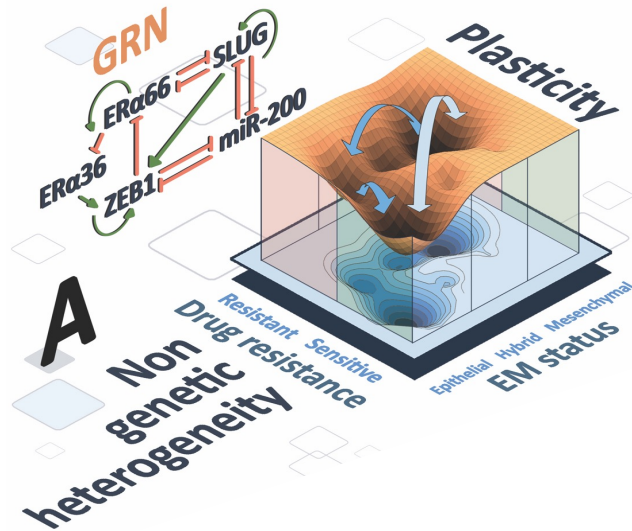 GRN
SLUG
ERα66
miR-200
ERα36
ZEB1
Plasticity
A
Non
genetic
heterogeneity
Resistant Sensitive
Drug resistance
Epithelial Hybrid Mesenchymal
EM status